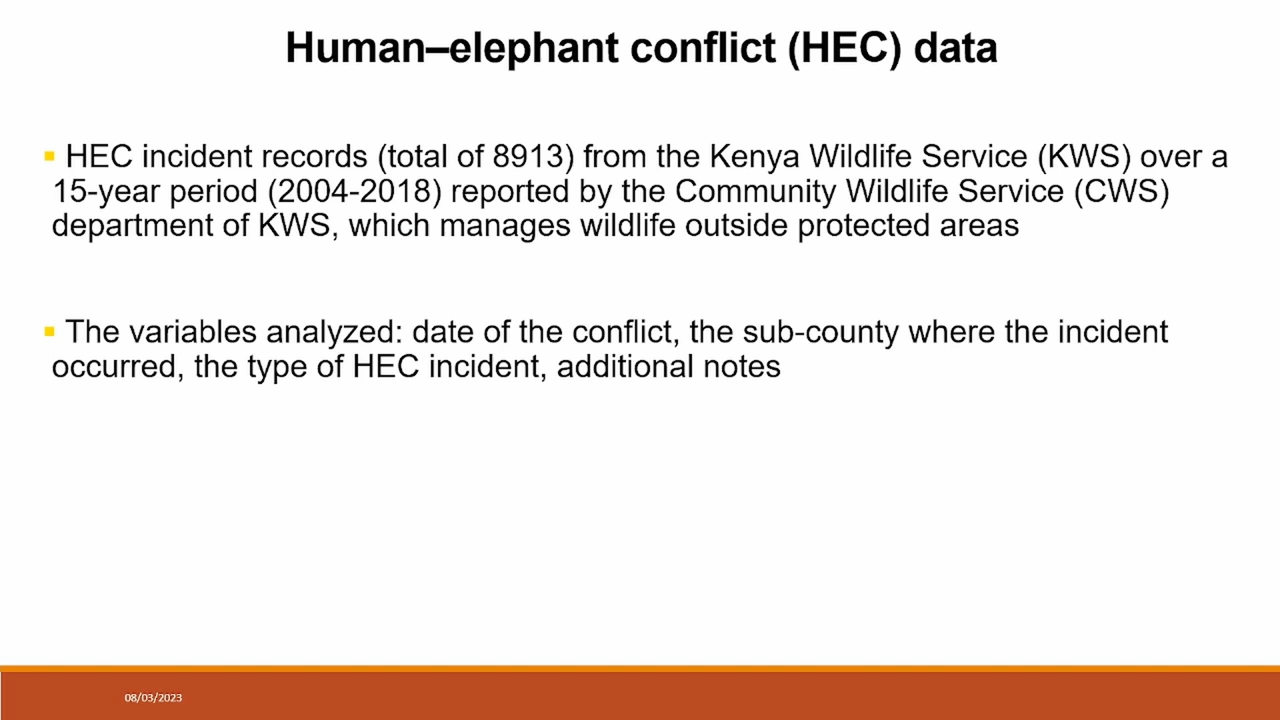 Human–elephant conflict (HEC) data
▪ HEC incident records (total of 8913) from the Kenya Wildlife Service (KWS) over a
15-year period (2004-2018) reported by the Community Wildlife Service (CWS)
department of KWS, which manages wildlife outside protected areas
▪ The variables analyzed: date of the conflict, the sub-county where the incident
occurred, the type of HEC incident, additional notes
08/03/2023